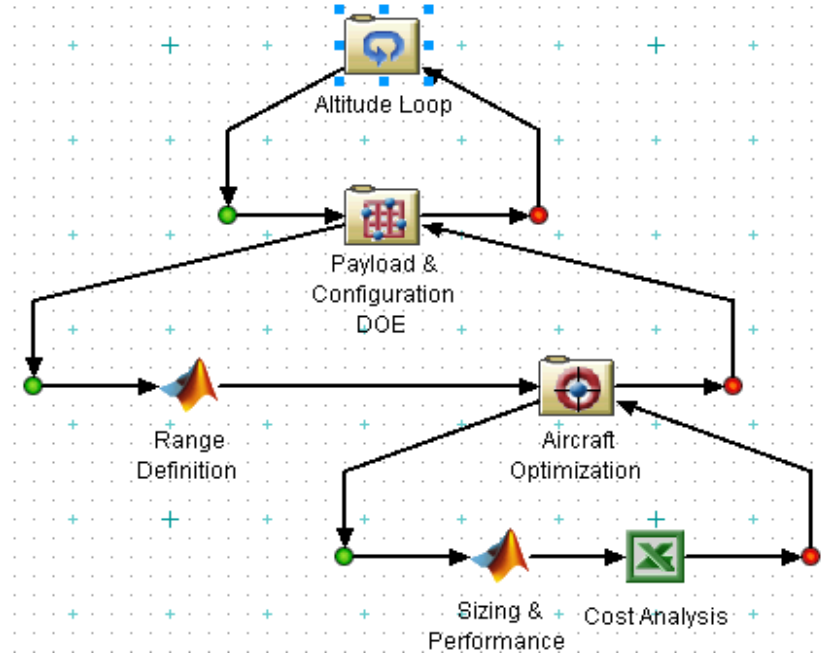 Altitude Loop
Payload &
Configuration
DOE
Range
Definition
Aircraft
Optimization
Sizing &
Performance
Cost Analysis